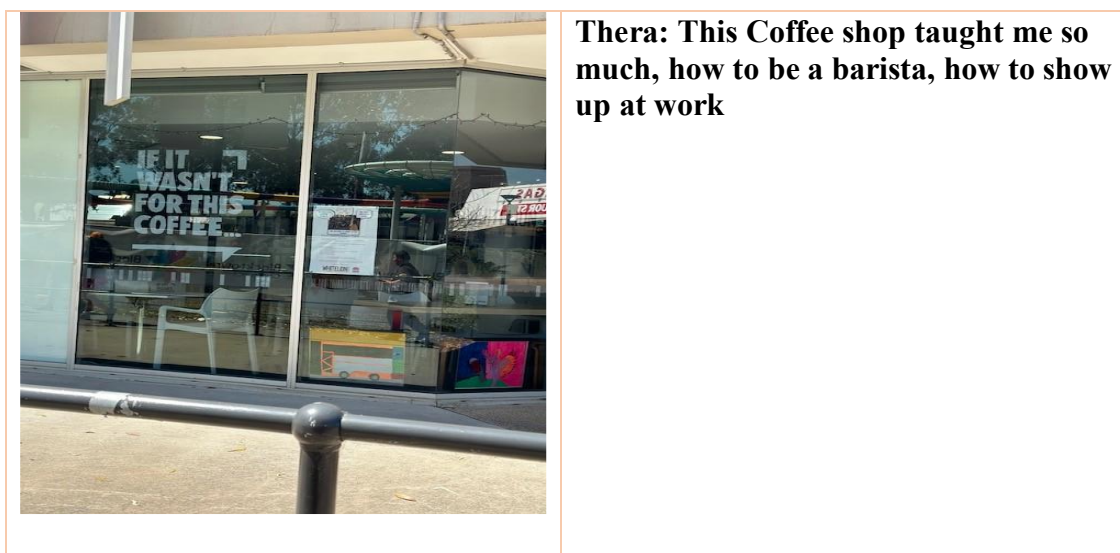 IF IT
WASN'T
FOR THIS
COFFEE...
Thera: This Coffee shop taught me so
much, how to be a barista, how to show
up at work